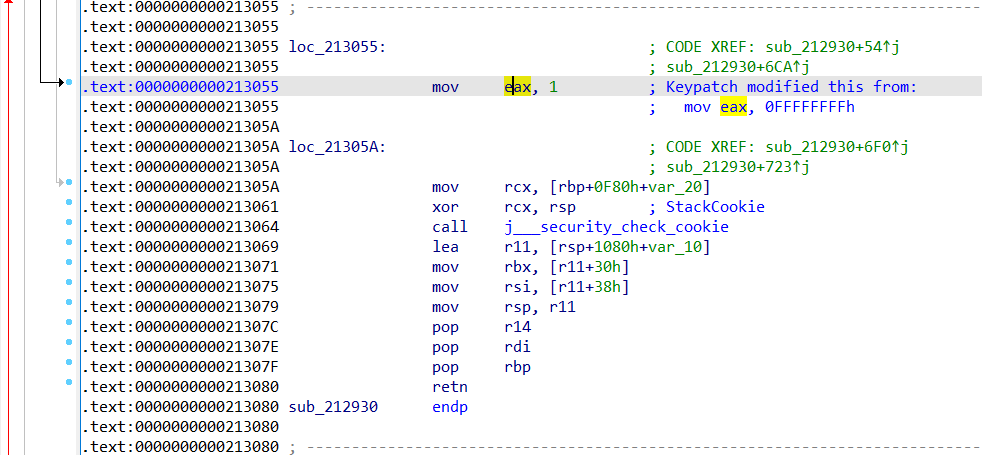 .text:0000000000213055 ; ---------------------------------------------------------------------------
.text:0000000000213055
.text:0000000000213055 loc_213055: ; CODE XREF: sub_212930+54↑j
.text:0000000000213055 ; sub_212930+6CA↑j
.text:0000000000213055 mov eax, 1 ; Keypatch modified this from:
.text:0000000000213055 ; mov eax, 0FFFFFFFFh
.text:000000000021305A
.text:000000000021305A loc_21305A: ; CODE XREF: sub_212930+6F0↑j
.text:000000000021305A ; sub_212930+723↑j
.text:000000000021305A mov rcx, [rbp+0F80h+var_20]
.text:0000000000213061 xor rcx, rsp ; StackCookie
.text:0000000000213064 call j___security_check_cookie
.text:0000000000213069 lea r11, [rsp+1080h+var_10]
.text:0000000000213071 mov rbx, [r11+30h]
.text:0000000000213075 mov rsi, [r11+38h]
.text:0000000000213079 mov rsp, r11
.text:000000000021307C pop r14
.text:000000000021307E pop rdi
.text:000000000021307F pop rbp
.text:0000000000213080 retn
.text:0000000000213080 sub_212930 endp
.text:0000000000213080
.text:0000000000213080 ; ---------------------------------------------------------------------------